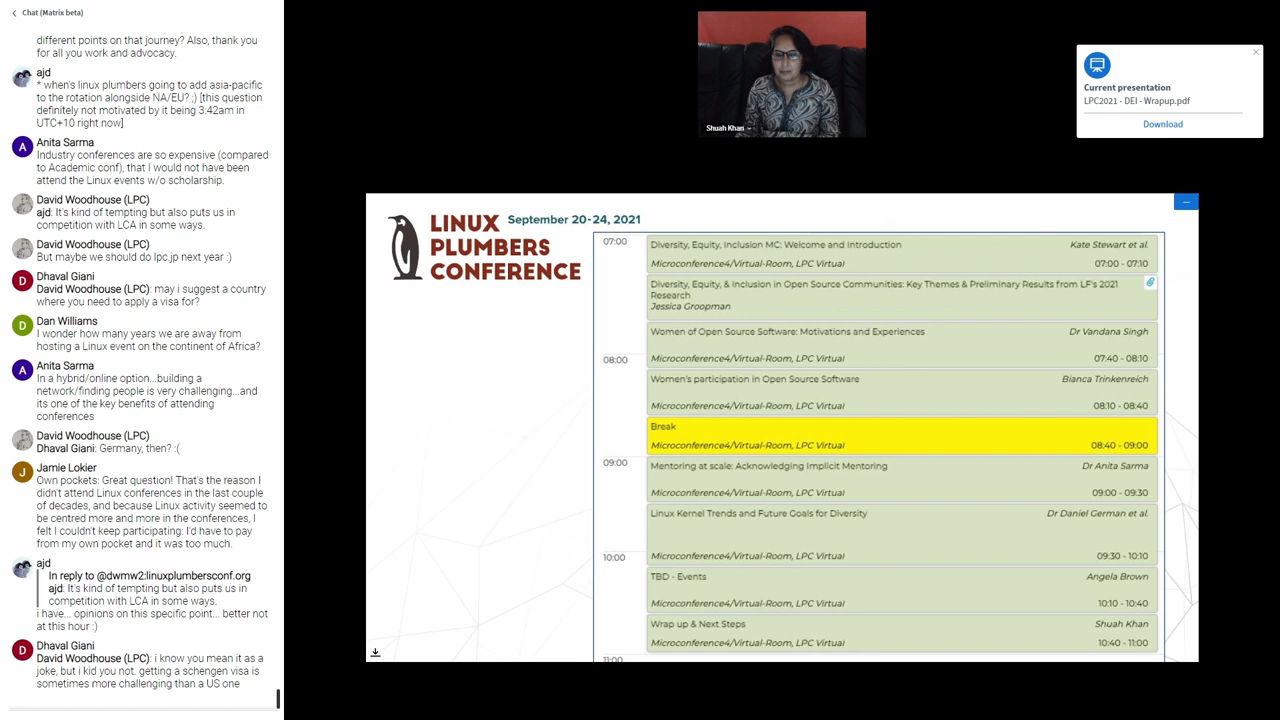 Chat (Matrix beta)
different points on that journey? Also, thank you
for all you work and advocacy.
ajd
* when's linux plumbers going to add asia-pacific
to the rotation alongside NA/EU? ;) [this question
definitely not motivated by it being 3:42am in
UTC+10 right now]
A
Anita Sarma
Industry conferences are so expensive (compared
to Academic conf), that I would not have been
attend the Linux events w/o scholarship.
David Woodhouse (LPC)
ajd: It's kind of tempting but also puts us in
competition with LCA in some ways.
David Woodhouse (LPC)
But maybe we should do lpc.jp next year :)
D
Dhaval Giani
David Woodhouse (LPC): may i suggest a country
where you need to apply a visa for?
D
Dan Williams
I wonder how many years we are away from
hosting a Linux event on the continent of Africa?
A
Anita Sarma
In a hybrid/online option...building a
network/finding people is very challenging...and
its one of the key benefits of attending
conferences
David Woodhouse (LPC)
Dhaval Giani: Germany, then? :(
J
Jamie Lokier
Own pockets: Great question! That's the reason I
didn't attend Linux conferences in the last couple
of decades, and because Linux activity seemed to
be centred more and more in the conferences, I
felt I couldn't keep participating: I'd have to pay
from my own pocket and it was too much.
ajd
In reply to @dwmw2:linuxplumbersconf.org
ajd: It's kind of tempting but also puts us in
competition with LCA in some ways.
i have... opinions on this specific point... better not
at this hour :)
D
Dhaval Giani
David Woodhouse (LPC): i know you mean it as a
joke, but i kid you not. getting a schengen visa is
sometimes more challenging than a US one
Shuah Khan
Current presentation
LPC2021 - DEI - Wrapup.pdf
Download
LINUX
PLUMBERS
CONFERENCE
September 20-24, 2021
07:00
Diversity, Equity, Inclusion MC: Welcome and Introduction Kate Stewart et al.
Microconference4/Virtual-Room, LPC Virtual 07:00 - 07:10
Diversity, Equity, & Inclusion in Open Source Communities: Key Themes & Preliminary Results from LF's 2021
Research
Jessica Groopman
Women of Open Source Software: Motivations and Experiences Dr Vandana Singh
Microconference4/Virtual-Room, LPC Virtual 07:40 - 08:10
08:00
Women's participation in Open Source Software Bianca Trinkenreich
Microconference4/Virtual-Room, LPC Virtual 08:10 - 08:40
Break
Microconference4/Virtual-Room, LPC Virtual 08:40 - 09:00
09:00
Mentoring at scale: Acknowledging Implicit Mentoring Dr Anita Sarma
Microconference4/Virtual-Room, LPC Virtual 09:00 - 09:30
Linux Kernel Trends and Future Goals for Diversity Dr Daniel German et al.
Microconference4/Virtual-Room, LPC Virtual 09:30 - 10:10
10:00
TBD - Events Angela Brown
Microconference4/Virtual-Room, LPC Virtual 10:10 - 10:40
Wrap up & Next Steps Shuah Khan
Microconference4/Virtual-Room, LPC Virtual 10:40 - 11:00
11:00